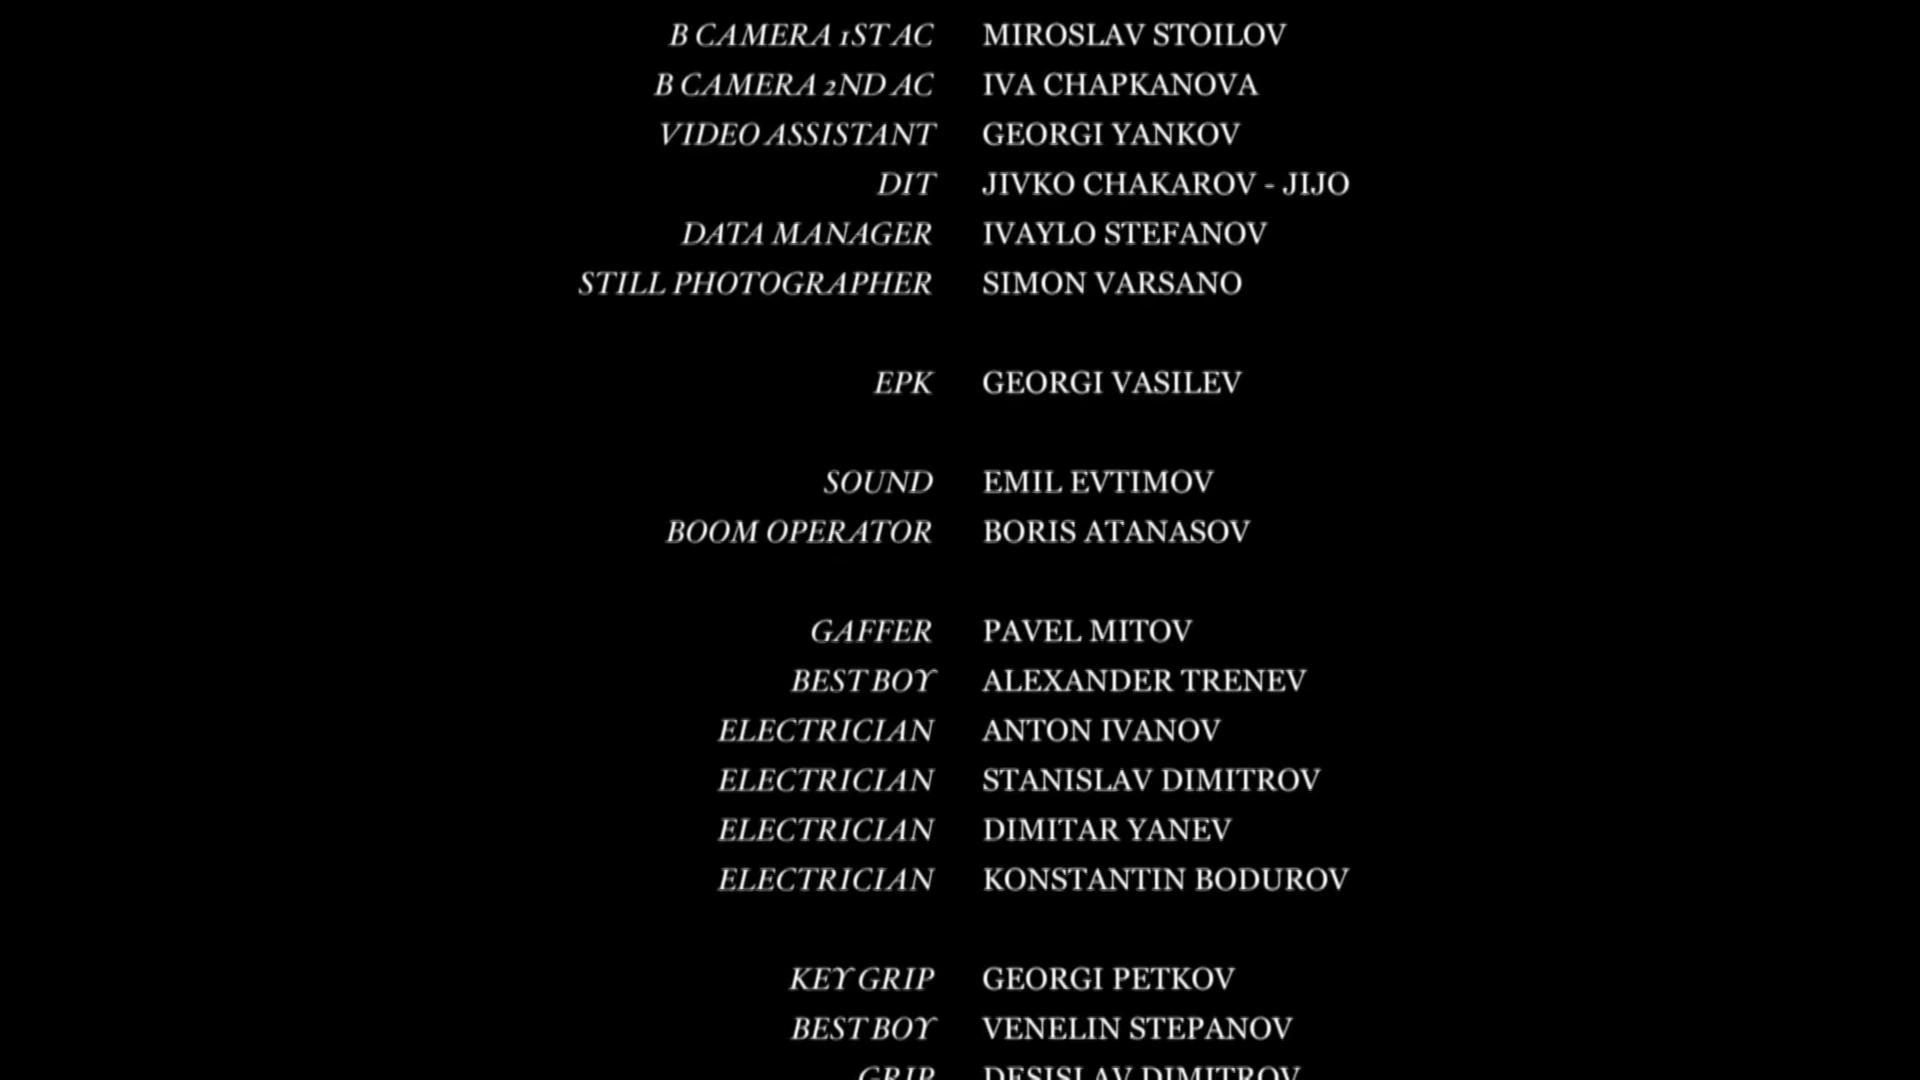 B CAMERA 1ST AC MIROSLAV STOILOV
B CAMERA 2ND AC IVA CHAPKANOVA
VIDEO ASSISTANT GEORGI YANKOV
DIT JIVKO CHAKAROV - JIJO
DATA MANAGER IVAYLO STEFANOV
STILL PHOTOGRAPHER SIMON VARSANO
EPK GEORGI VASILEV
SOUND EMIL EVTIMOV
BOOM OPERATOR BORIS ATANASOV
GAFFER PAVEL MITOV
BEST BOY ALEXANDER TRENEV
ELECTRICIAN ANTON IVANOV
ELECTRICIAN STANISLAV DIMITROV
ELECTRICIAN DIMITAR YANEV
ELECTRICIAN KONSTANTIN BODUROV
KEY GRIP GEORGI PETKOV
BEST BOY VENELIN STEPANOV
GRIP DESISLAV DIMITROV